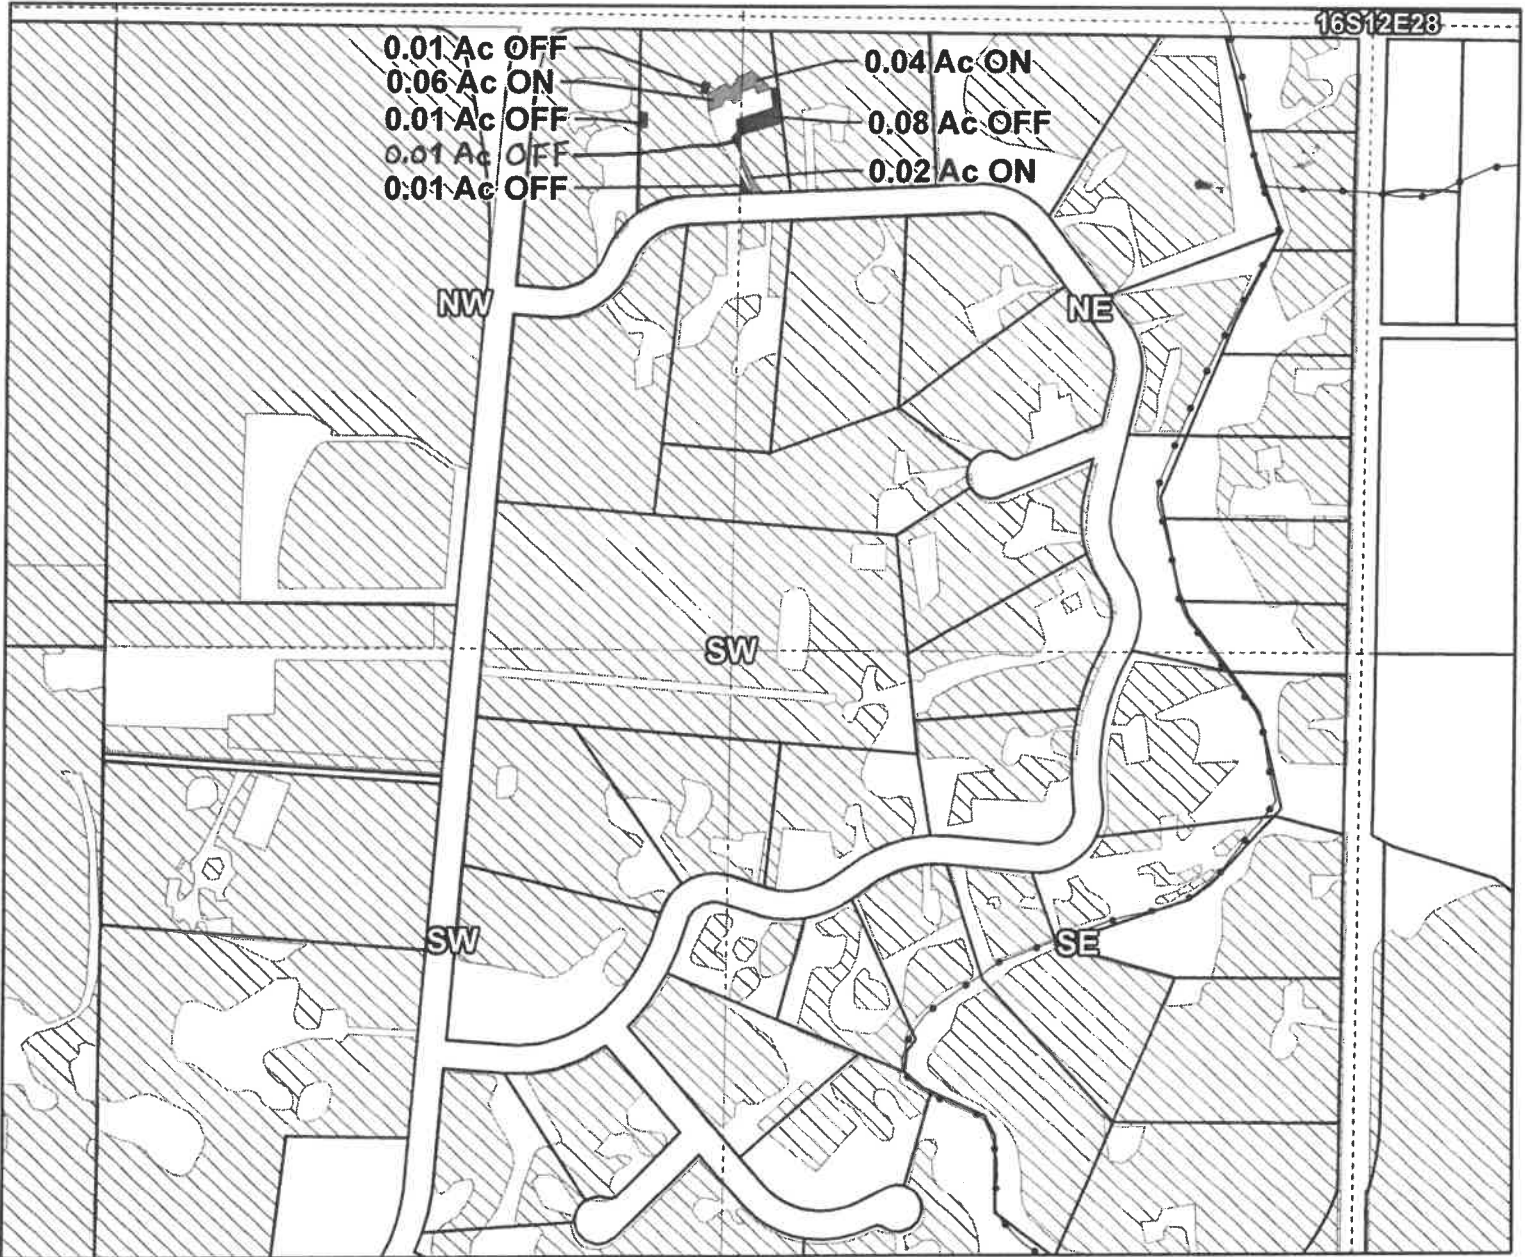 16S12E28
0.01 Ac OFF
0.06 Ac ON
0.01 Ac OFF
0.01 Ac OFF
0.01 Ac OFF
0.04 Ac ON
0.08 Ac OFF
0.02 Ac ON
NW
NE
SW
SW
SE